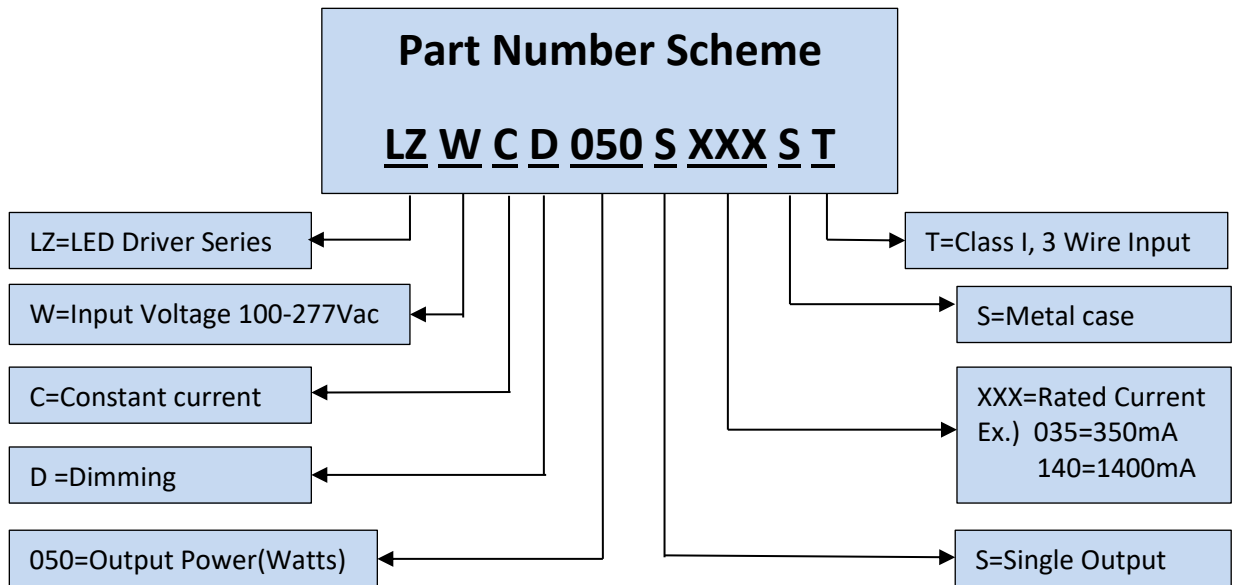 Part Number Scheme
LZ W C D 050 S XXX S T
LZ=LED Driver Series
W=Input Voltage 100-277Vac
C=Constant current
D =Dimming
050=Output Power(Watts)
T=Class I, 3 Wire Input
S=Metal case
XXX=Rated Current
Ex.) 035=350mA
140=1400mA
S=Single Output